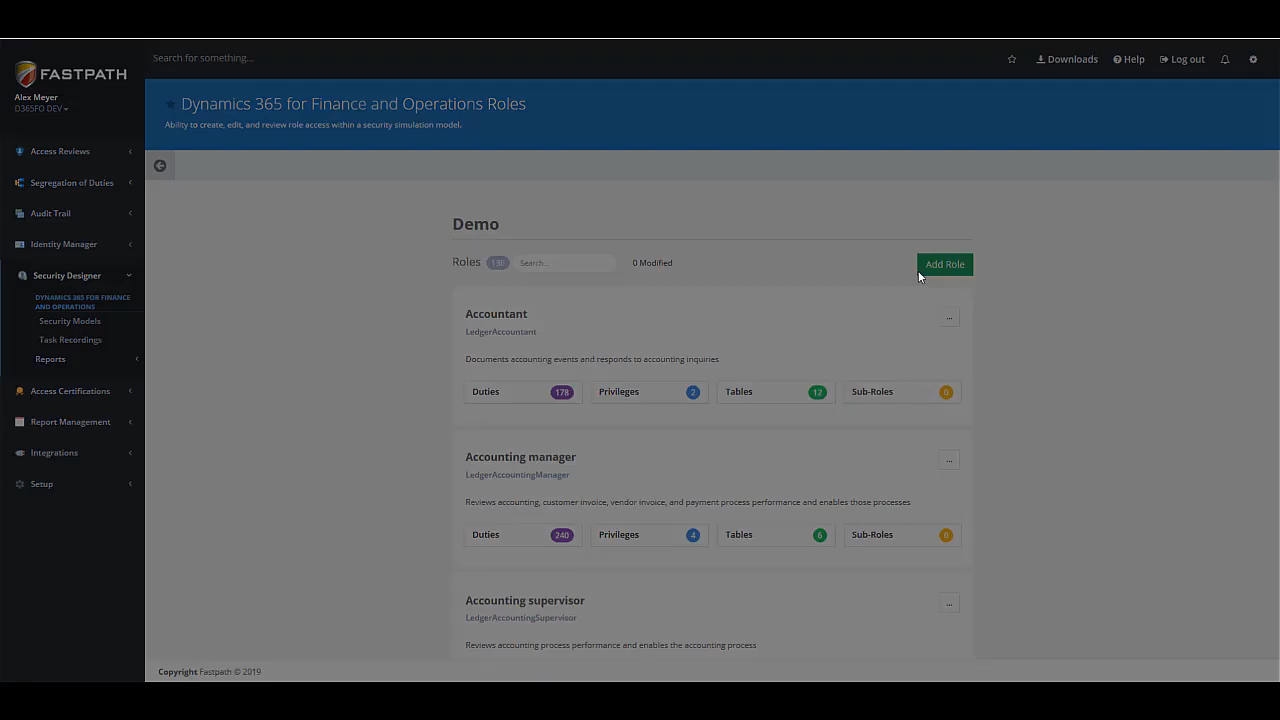 FASTPATH
Alex Meyer
D365FO DEV
Access Reviews
Segregation of Duties
Audit Trail
Identity Manager
Security Designer
DYNAMICS 365 FOR FINANCE
AND OPERATIONS
Security Models
Task Recordings
Reports
Access Certifications
Report Management
Integrations
Setup
Search for something...
Downloads
Help
Log out
Dynamics 365 for Finance and Operations Roles
Ability to create, edit, and review role access within a security simulation model.
Demo
Roles 136 Search... 0 Modified
Add Role
Accountant
...
LedgerAccountant
Documents accounting events and responds to accounting inquiries
Duties 178 Privileges 2 Tables 12 Sub-Roles 0
Accounting manager
...
LedgerAccountingManager
Reviews accounting, customer invoice, vendor invoice, and payment process performance and enables those processes
Duties 240 Privileges 4 Tables 6 Sub-Roles 0
Accounting supervisor
...
LedgerAccountingSupervisor
Reviews accounting process performance and enables the accounting process
Copyright Fastpath © 2019